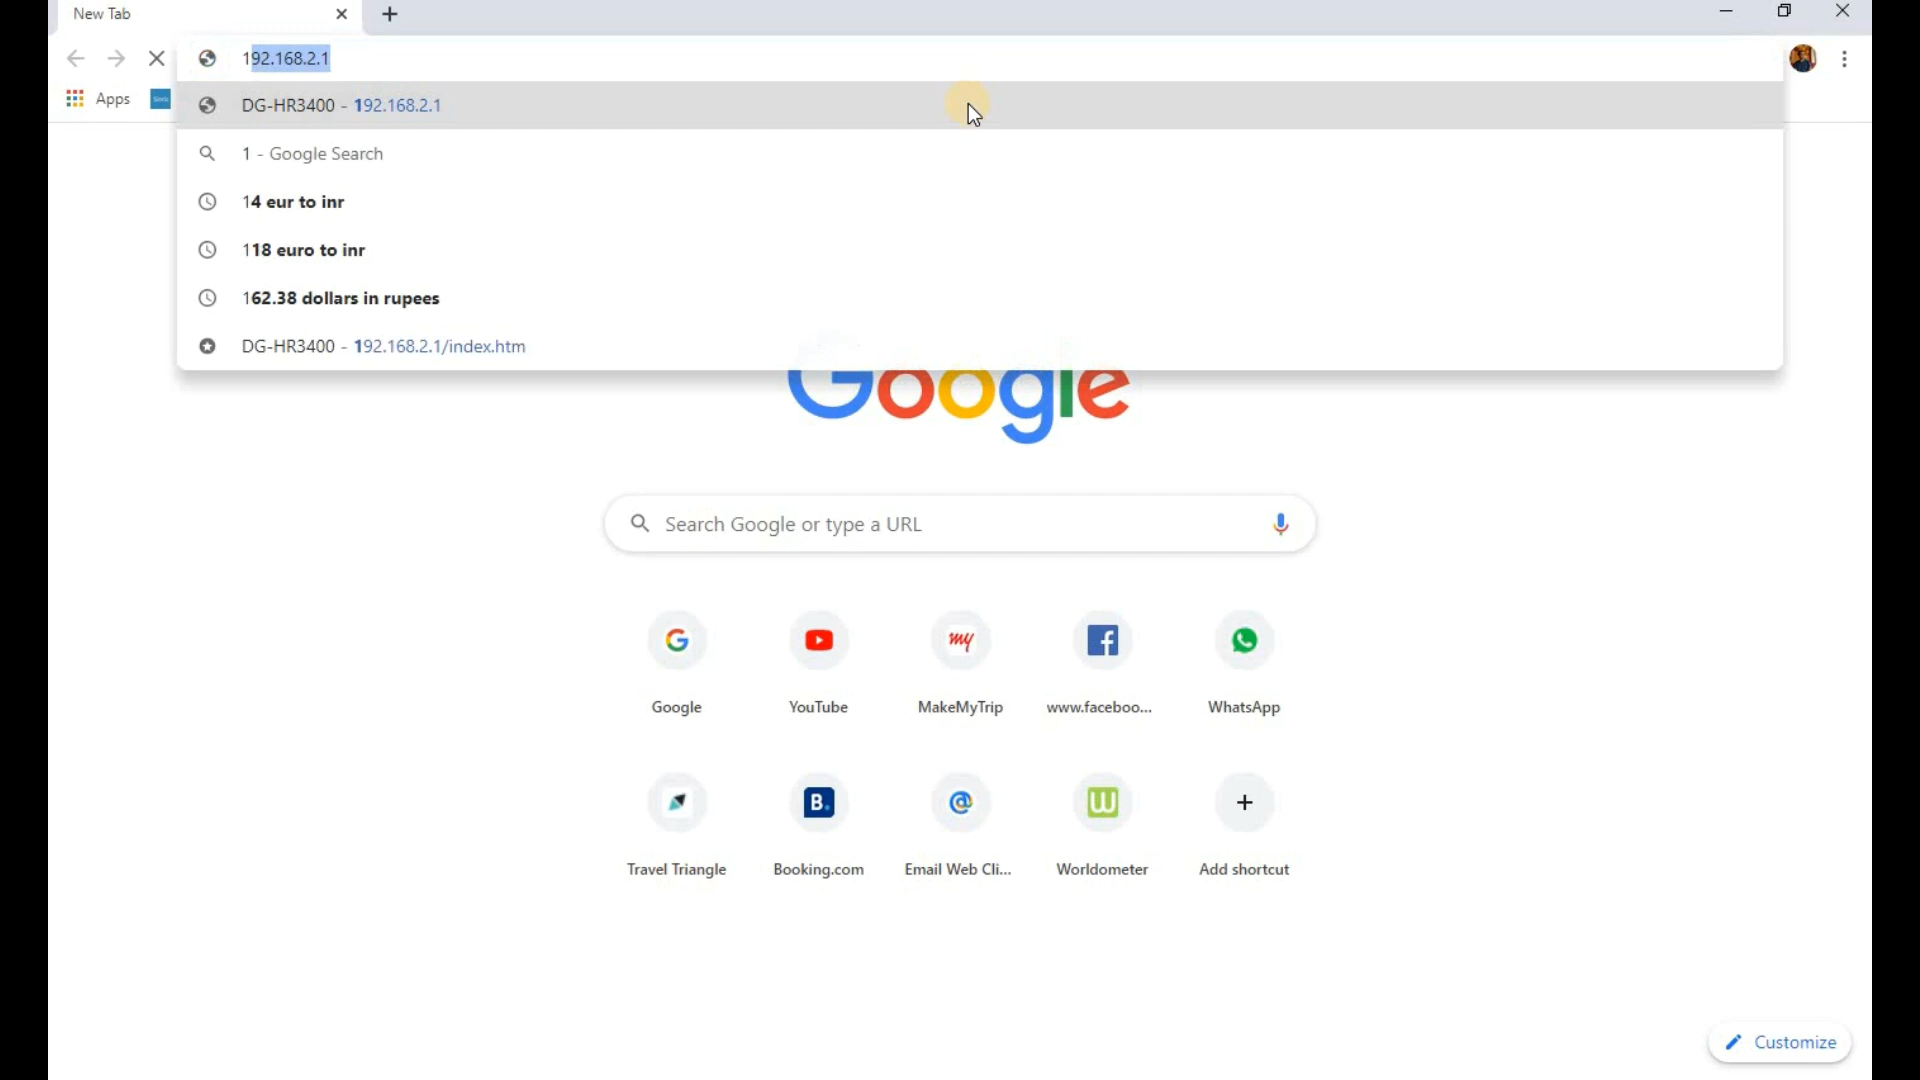 New Tab
192.168.2.1
Apps
DG-HR3400 - 192.168.2.1
1 - Google Search
14 eur to inr
118 euro to inr
162.38 dollars in rupees
DG-HR3400 - 192.168.2.1/index.htm
Google
Search Google or type a URL
my
Google
YouTube
MakeMyTrip
www.faceboo...
WhatsApp
B.
Travel Triangle
Booking.com
Email Web Cli...
Worldometer
Add shortcut
Customize